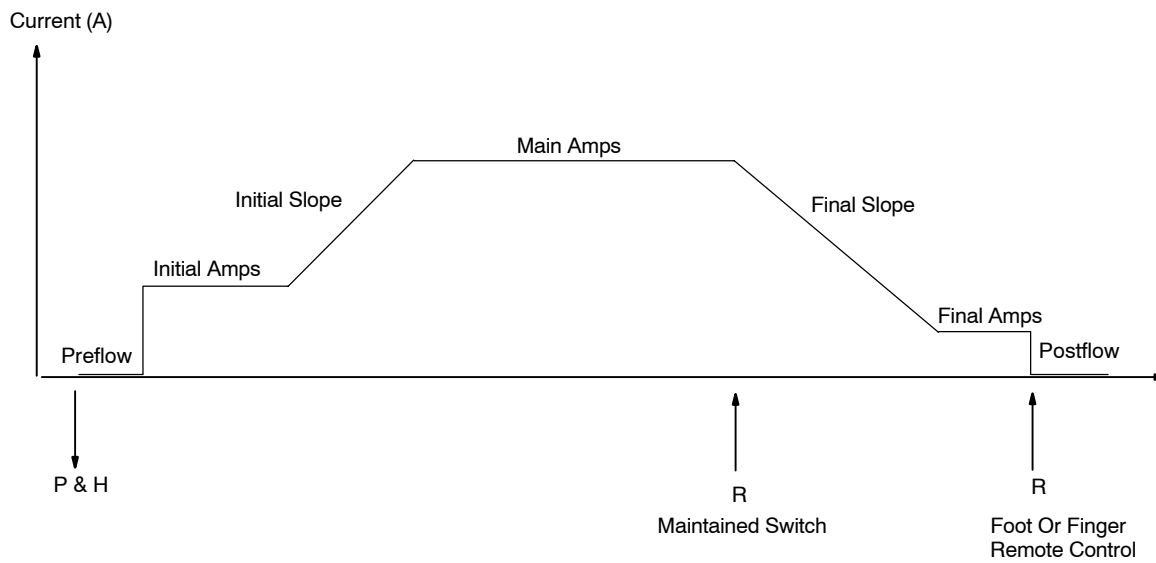 Current (A)
Main Amps
Initial Slope
Final Slope
Initial Amps
Final Amps
Preflow
Postflow
P & H
R
Maintained Switch
R
Foot Or Finger
Remote Control